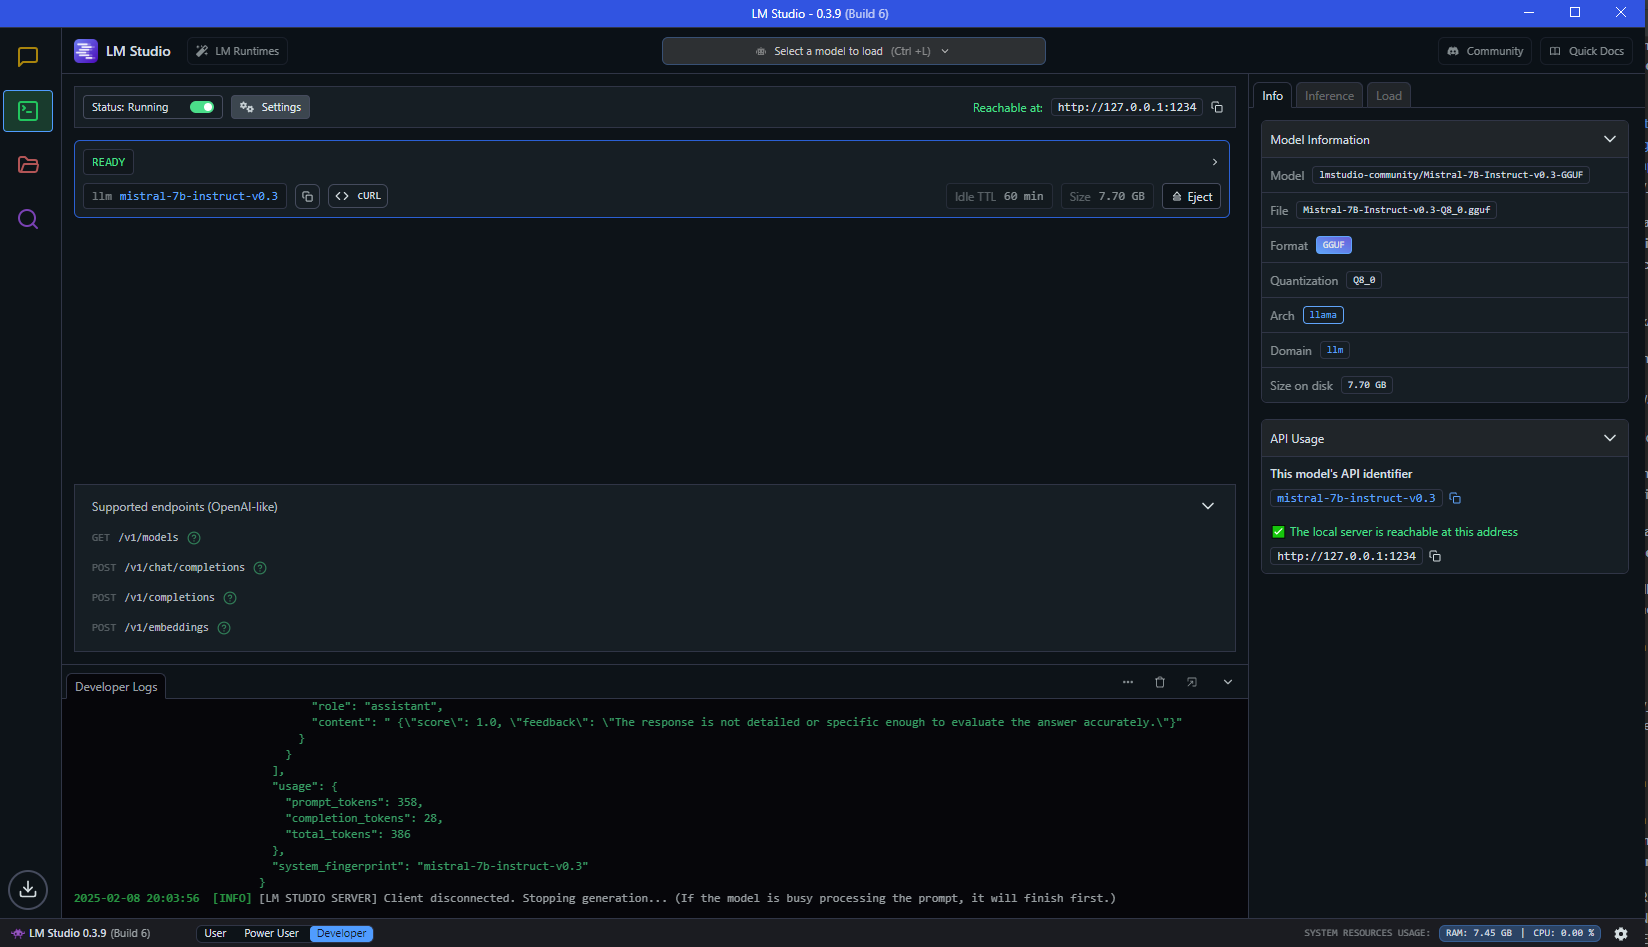 LM Studio - 0.3.9 (Build 6)
LM Studio
LM Runtimes
Select a model to load (Ctrl +L)
Community
Quick Docs
Status: Running
Settings
Reachable at: http://127.0.0.1:1234
READY
llm mistral-7b-instruct-v0.3
<> cURL
Idle TTL 60 min
Size 7.70 GB
Eject
Supported endpoints (OpenAI-like)
GET /v1/models ?
POST /v1/chat/completions ?
POST /v1/completions ?
POST /v1/embeddings ?
Developer Logs
"role": "assistant",
"content": " {\"score\": 1.0, \"feedback\": \"The response is not detailed or specific enough to evaluate the answer accurately.\"}"
}
}
],
"usage": {
"prompt_tokens": 358,
"completion_tokens": 28,
"total_tokens": 386
},
"system_fingerprint": "mistral-7b-instruct-v0.3"
}
2025-02-08 20:03:56 [INFO] [LM STUDIO SERVER] Client disconnected. Stopping generation... (If the model is busy processing the prompt, it will finish first.)
Info
Inference
Load
Model Information
Model lmstudio-community/Mistral-7B-Instruct-v0.3-GGUF
File Mistral-7B-Instruct-v0.3-Q8_0.gguf
Format GGUF
Quantization Q8_0
Arch llama
Domain llm
Size on disk 7.70 GB
API Usage
This model's API identifier
mistral-7b-instruct-v0.3
✅ The local server is reachable at this address
http://127.0.0.1:1234
LM Studio 0.3.9 (Build 6)
User
Power User
Developer
SYSTEM RESOURCES USAGE: RAM: 7.45 GB | CPU: 0.00 %